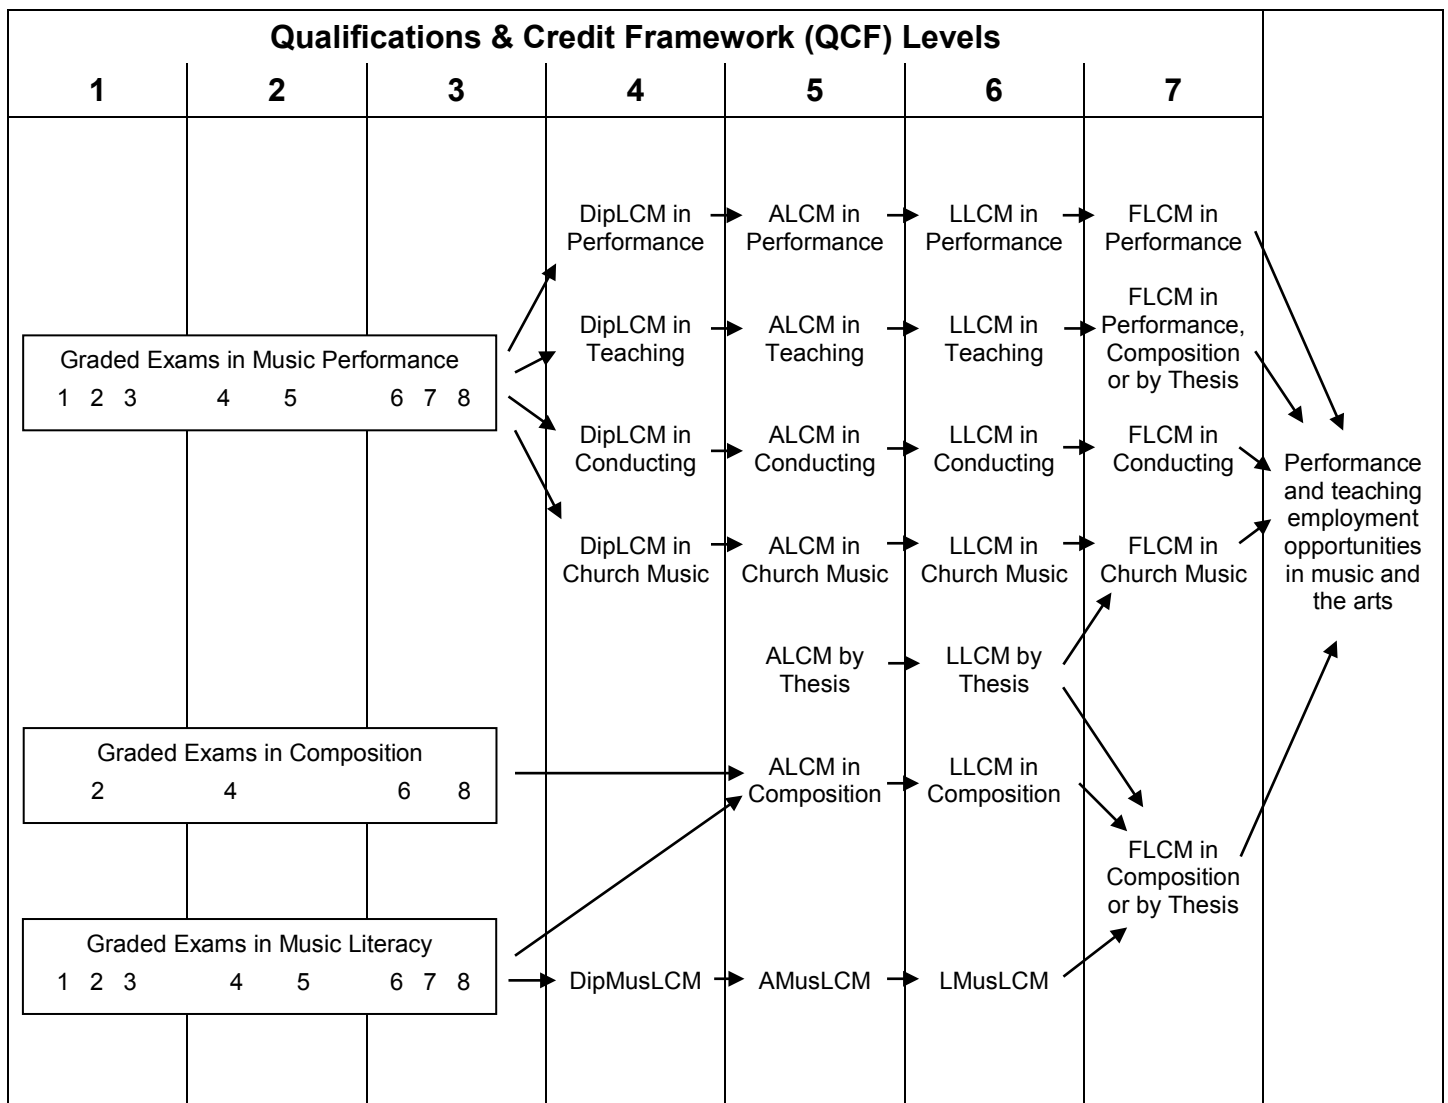 Qualifications & Credit Framework (QCF) Levels
1 2 3 4 5 6 7
DipLCM in
Performance
ALCM in
Performance
LLCM in
Performance
FLCM in
Performance
DipLCM in
Teaching
ALCM in
Teaching
LLCM in
Teaching
FLCM in
Performance,
Composition
or by Thesis
Graded Exams in Music Performance
1 2 3 4 5 6 7 8
DipLCM in
Conducting
ALCM in
Conducting
LLCM in
Conducting
FLCM in
Conducting
Performance
and teaching
employment
opportunities
in music and
the arts
DipLCM in
Church Music
ALCM in
Church Music
LLCM in
Church Music
FLCM in
Church Music
ALCM by
Thesis
LLCM by
Thesis
Graded Exams in Composition
2 4 6 8
ALCM in
Composition
LLCM in
Composition
FLCM in
Composition
or by Thesis
Graded Exams in Music Literacy
1 2 3 4 5 6 7 8
DipMusLCM
AMusLCM
LMusLCM